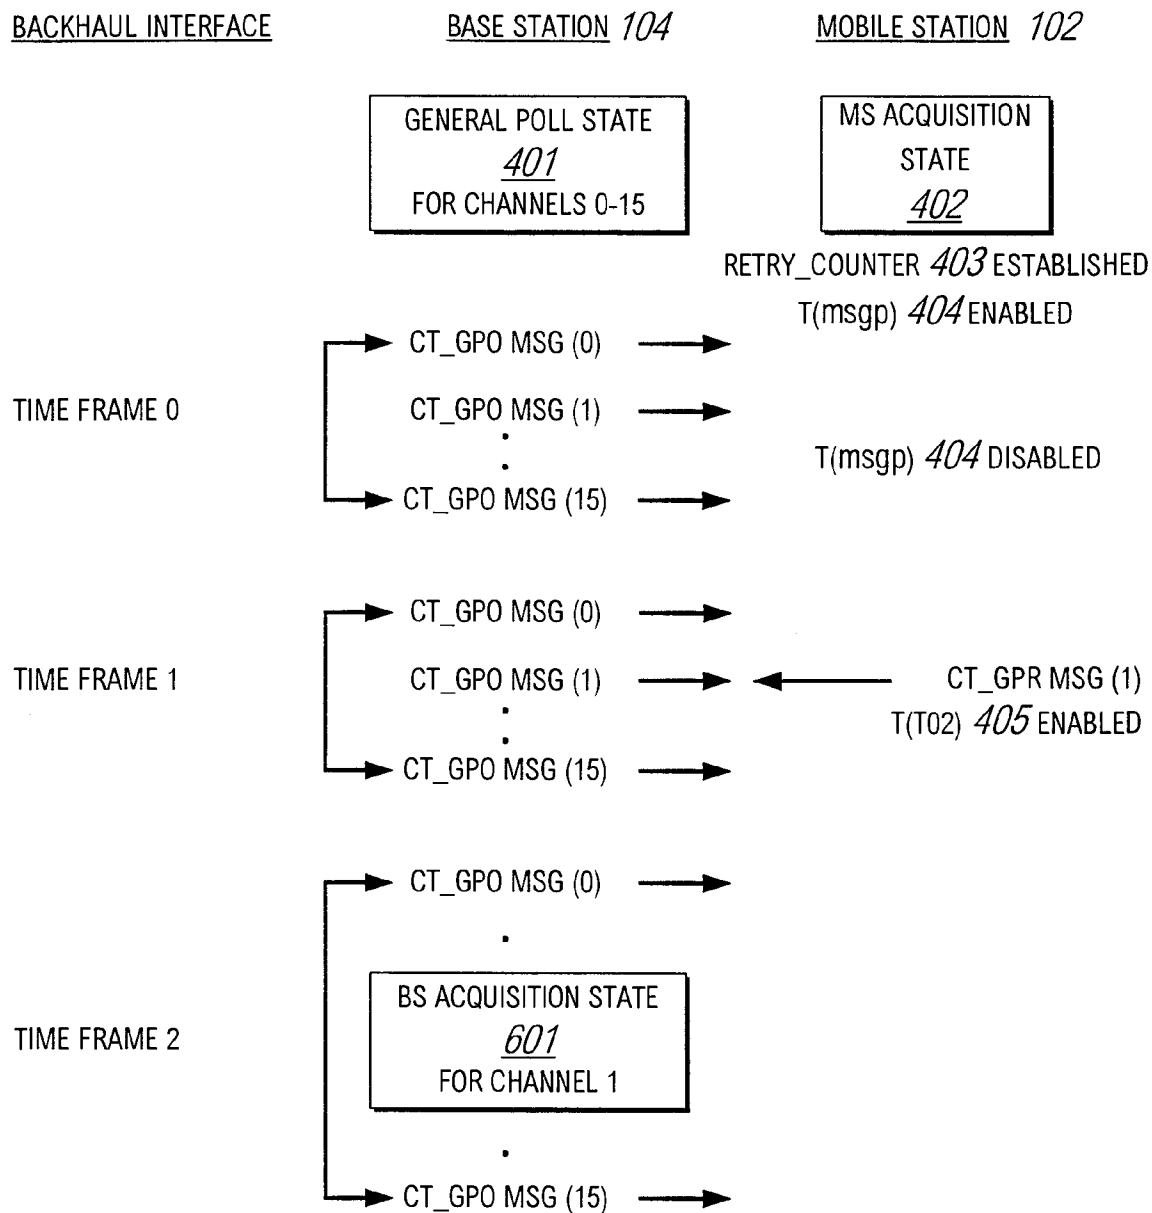 BACKHAUL INTERFACE
BASE STATION 104
MOBILE STATION 102
GENERAL POLL STATE
401
FOR CHANNELS 0-15
MS ACQUISITION
STATE
402
RETRY_COUNTER 403 ESTABLISHED
T(msgp) 404 ENABLED
CT_GPO MSG (0)
TIME FRAME 0
CT_GPO MSG (1)
T(msgp) 404 DISABLED
CT_GPO MSG (15)
CT_GPO MSG (0)
TIME FRAME 1
CT_GPO MSG (1)
CT_GPR MSG (1)
T(T02) 405 ENABLED
CT_GPO MSG (15)
CT_GPO MSG (0)
TIME FRAME 2
BS ACQUISITION STATE
601
FOR CHANNEL 1
CT_GPO MSG (15)